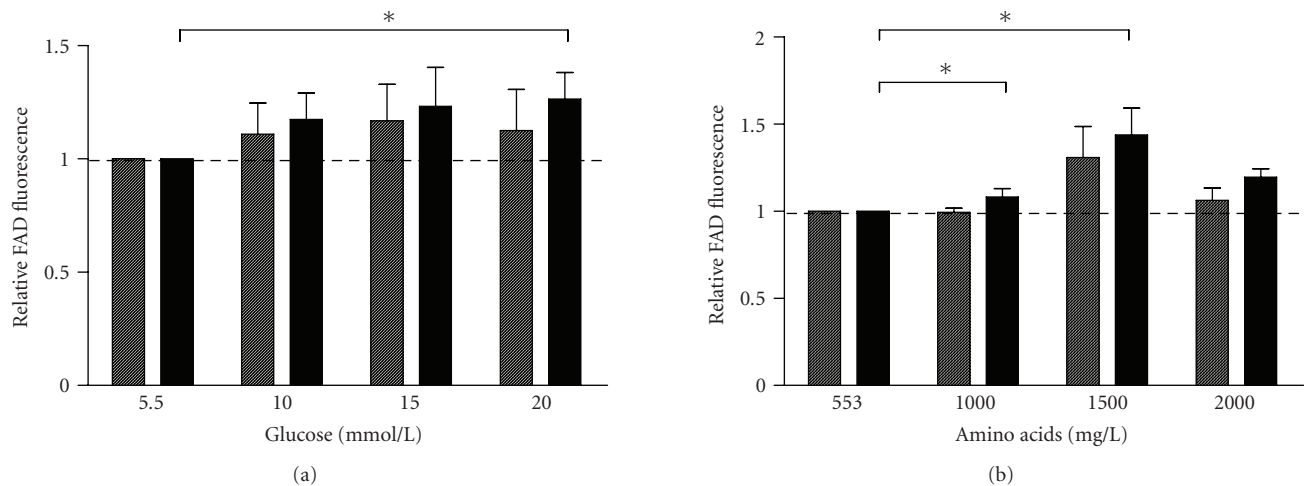 *
1.5
1
0.5
0
Relative FAD fluorescence
5.5 10 15 20
Glucose (mmol/L)
(a)
*
*
2
1.5
1
0.5
0
Relative FAD fluorescence
553 1000 1500 2000
Amino acids (mg/L)
(b)